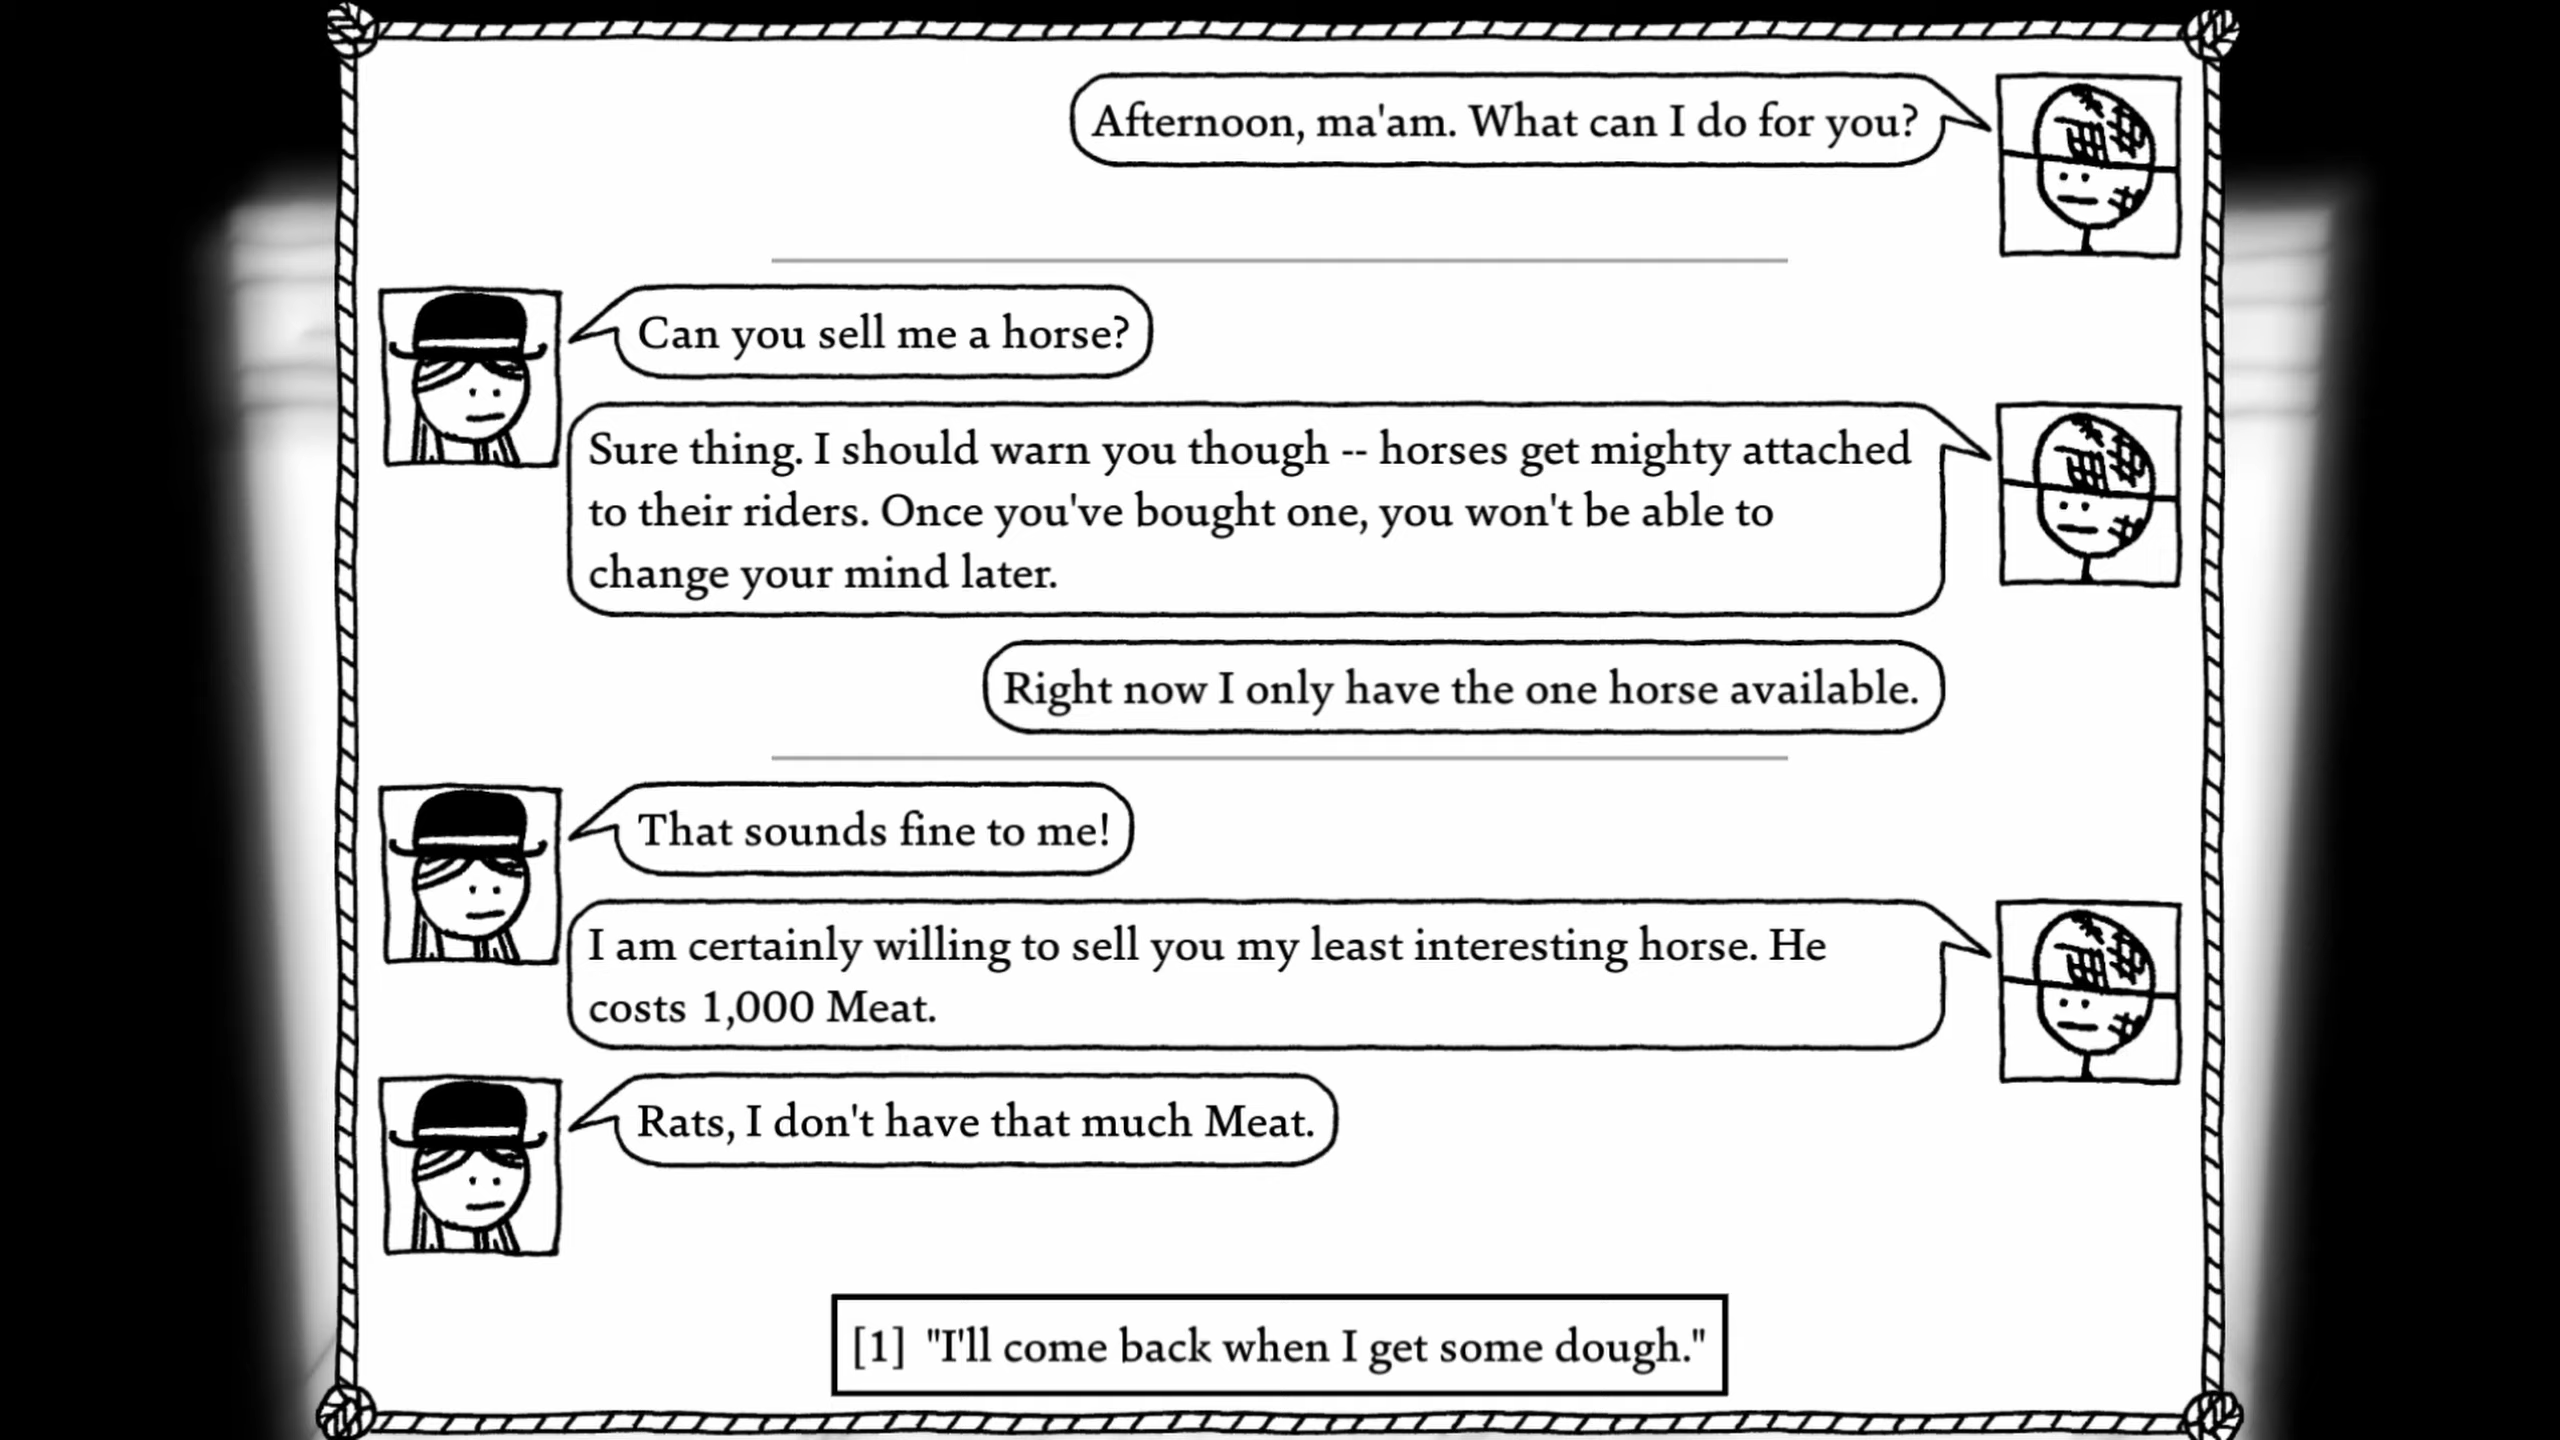 Afternoon, ma'am. What can I do for you?
Can you sell me a horse?
Sure thing. I should warn you though -- horses get mighty attached
to their riders. Once you've bought one, you won't be able to
change your mind later.
Right now I only have the one horse available.
That sounds fine to me!
I am certainly willing to sell you my least interesting horse. He
costs 1,000 Meat.
Rats, I don't have that much Meat.
[1] "I'll come back when I get some dough."